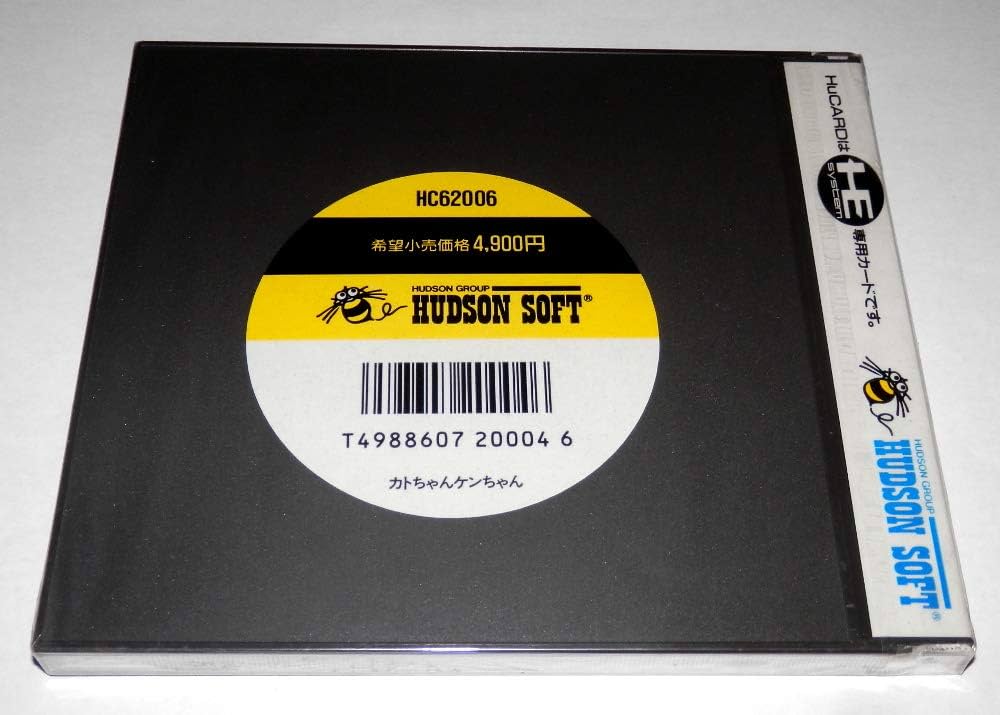 HC62006
希望小売価格 4,900円
HUDSON GROUP
HUDSON SOFT®
T4988607 20004 6
カトちゃんケンちゃん
HuCARDは HE system 専用カードです。
HUDSON GROUP
HUDSON SOFT®